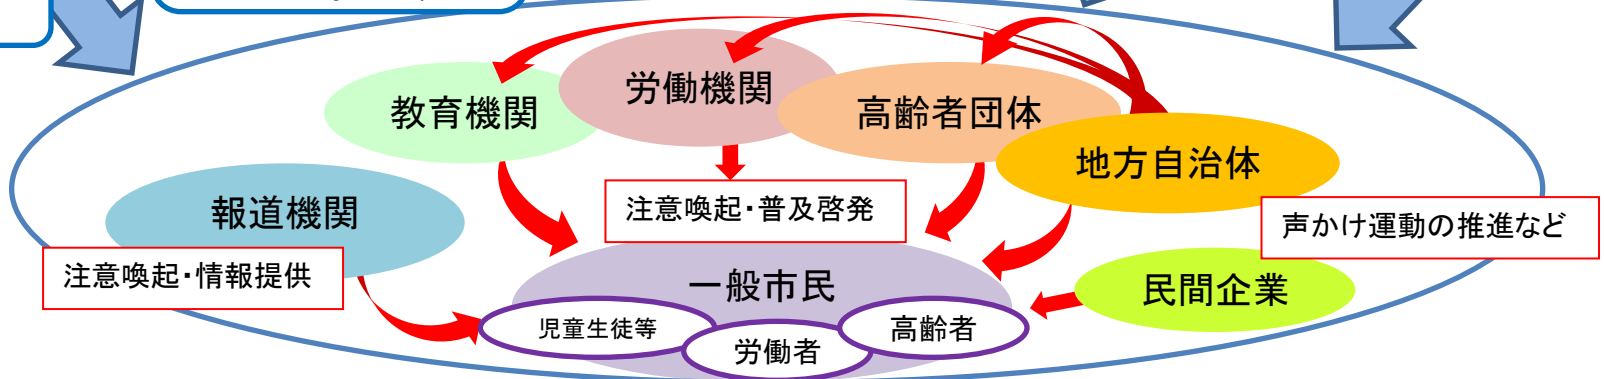 労働機関
教育機関
高齢者団体
地方自治体
報道機関
注意喚起・普及啓発
声かけ運動の推進など
注意喚起・情報提供
一般市民
民間企業
児童生徒等
高齢者
労働者